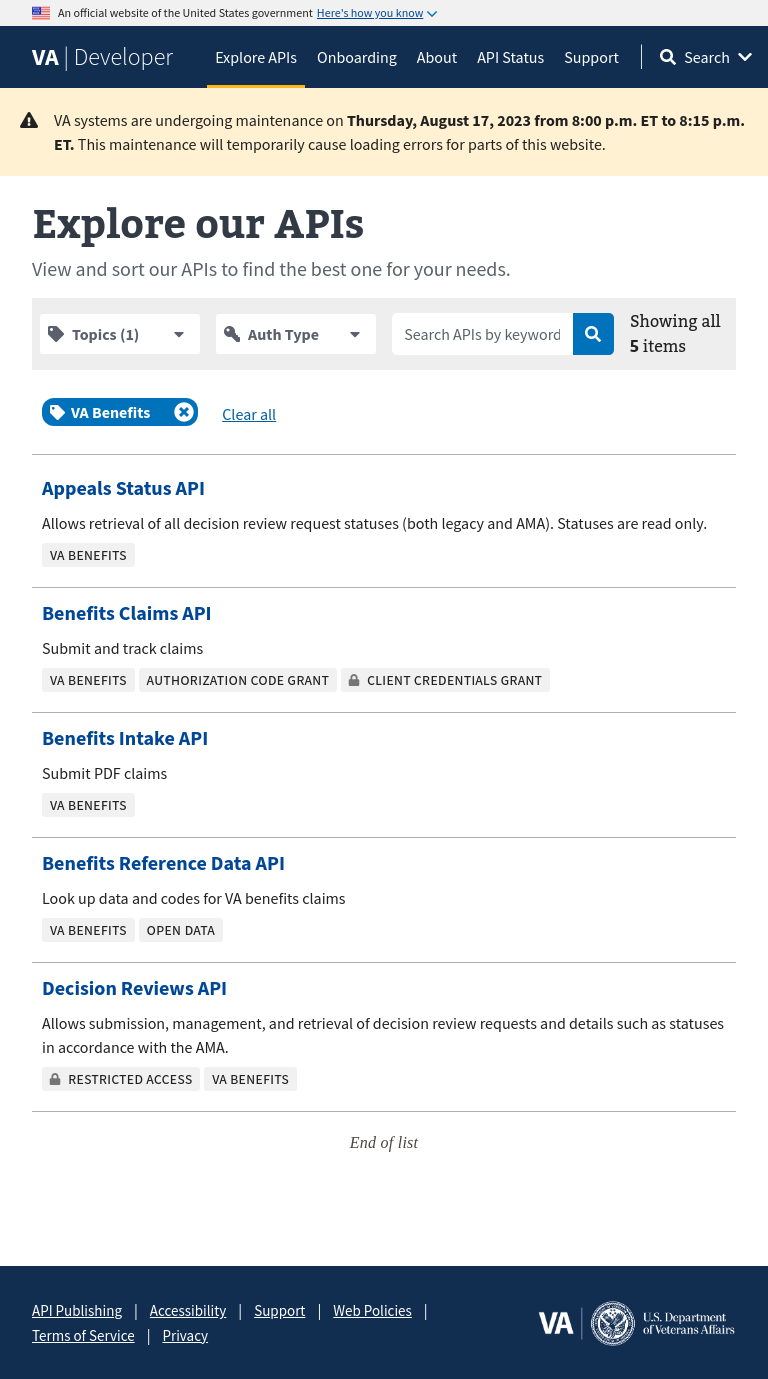 An official website of the United States government Here's how you know
VA | Developer
Explore APIs Onboarding About API Status Support Search
VA systems are undergoing maintenance on Thursday, August 17, 2023 from 8:00 p.m. ET to 8:15 p.m.
ET. This maintenance will temporarily cause loading errors for parts of this website.
Explore our APIs
View and sort our APIs to find the best one for your needs.
Topics (1) Auth Type Search APIs by keyword
Showing all
5 items
VA Benefits Clear all
Appeals Status API
Allows retrieval of all decision review request statuses (both legacy and AMA). Statuses are read only.
VA BENEFITS
Benefits Claims API
Submit and track claims
VA BENEFITS AUTHORIZATION CODE GRANT CLIENT CREDENTIALS GRANT
Benefits Intake API
Submit PDF claims
VA BENEFITS
Benefits Reference Data API
Look up data and codes for VA benefits claims
VA BENEFITS OPEN DATA
Decision Reviews API
Allows submission, management, and retrieval of decision review requests and details such as statuses
in accordance with the AMA.
RESTRICTED ACCESS VA BENEFITS
End of list
API Publishing | Accessibility | Support | Web Policies |
Terms of Service | Privacy
VA
U.S. Department
of Veterans Affairs